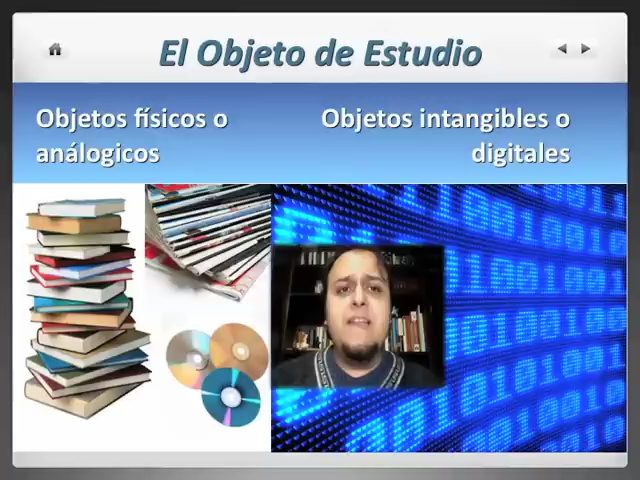 El Objeto de Estudio
Objetos físicos o
análogicos
Objetos intangibles o
digitales